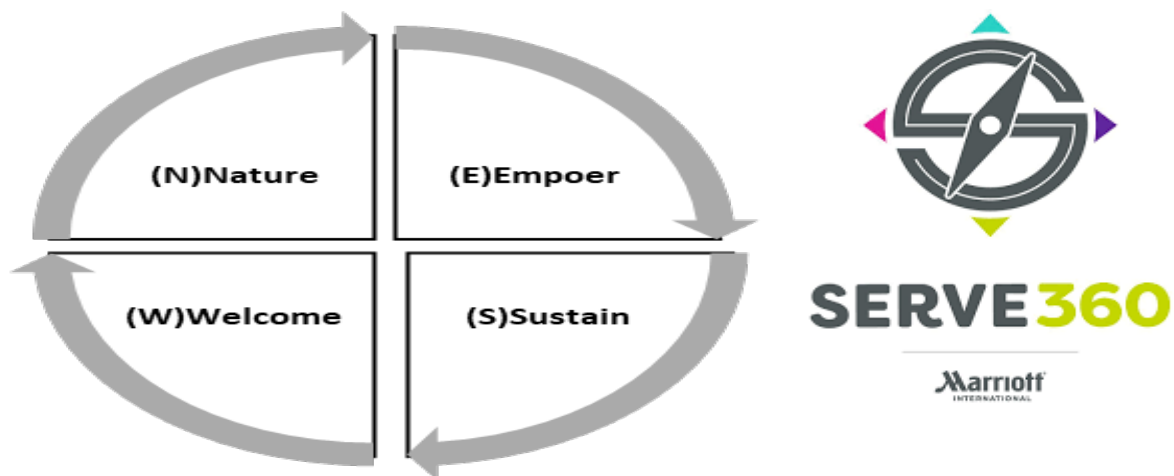 (N)Nature
(E)Empoer
(W)Welcome
(S)Sustain
SERVE360
Marriott
INTERNATIONAL